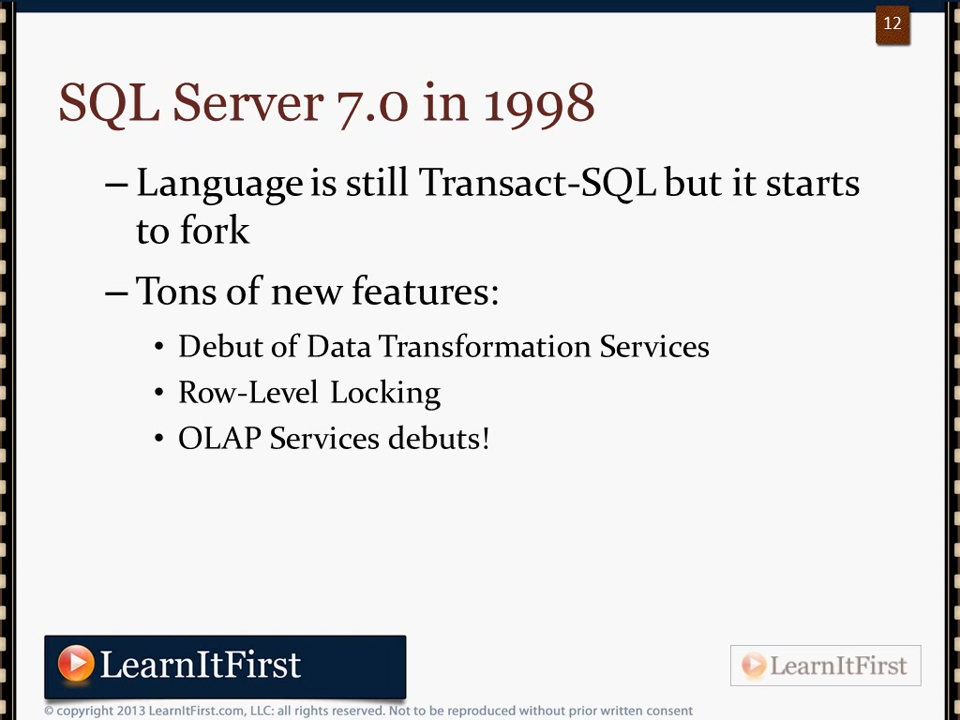 12
SQL Server 7.0 in 1998
– Language is still Transact-SQL but it starts
to fork
– Tons of new features:
• Debut of Data Transformation Services
• Row-Level Locking
• OLAP Services debuts!
LearnItFirst
LearnItFirst
© copyright 2013 LearnItFirst.com, LLC: all rights reserved. Not to be reproduced without prior written consent